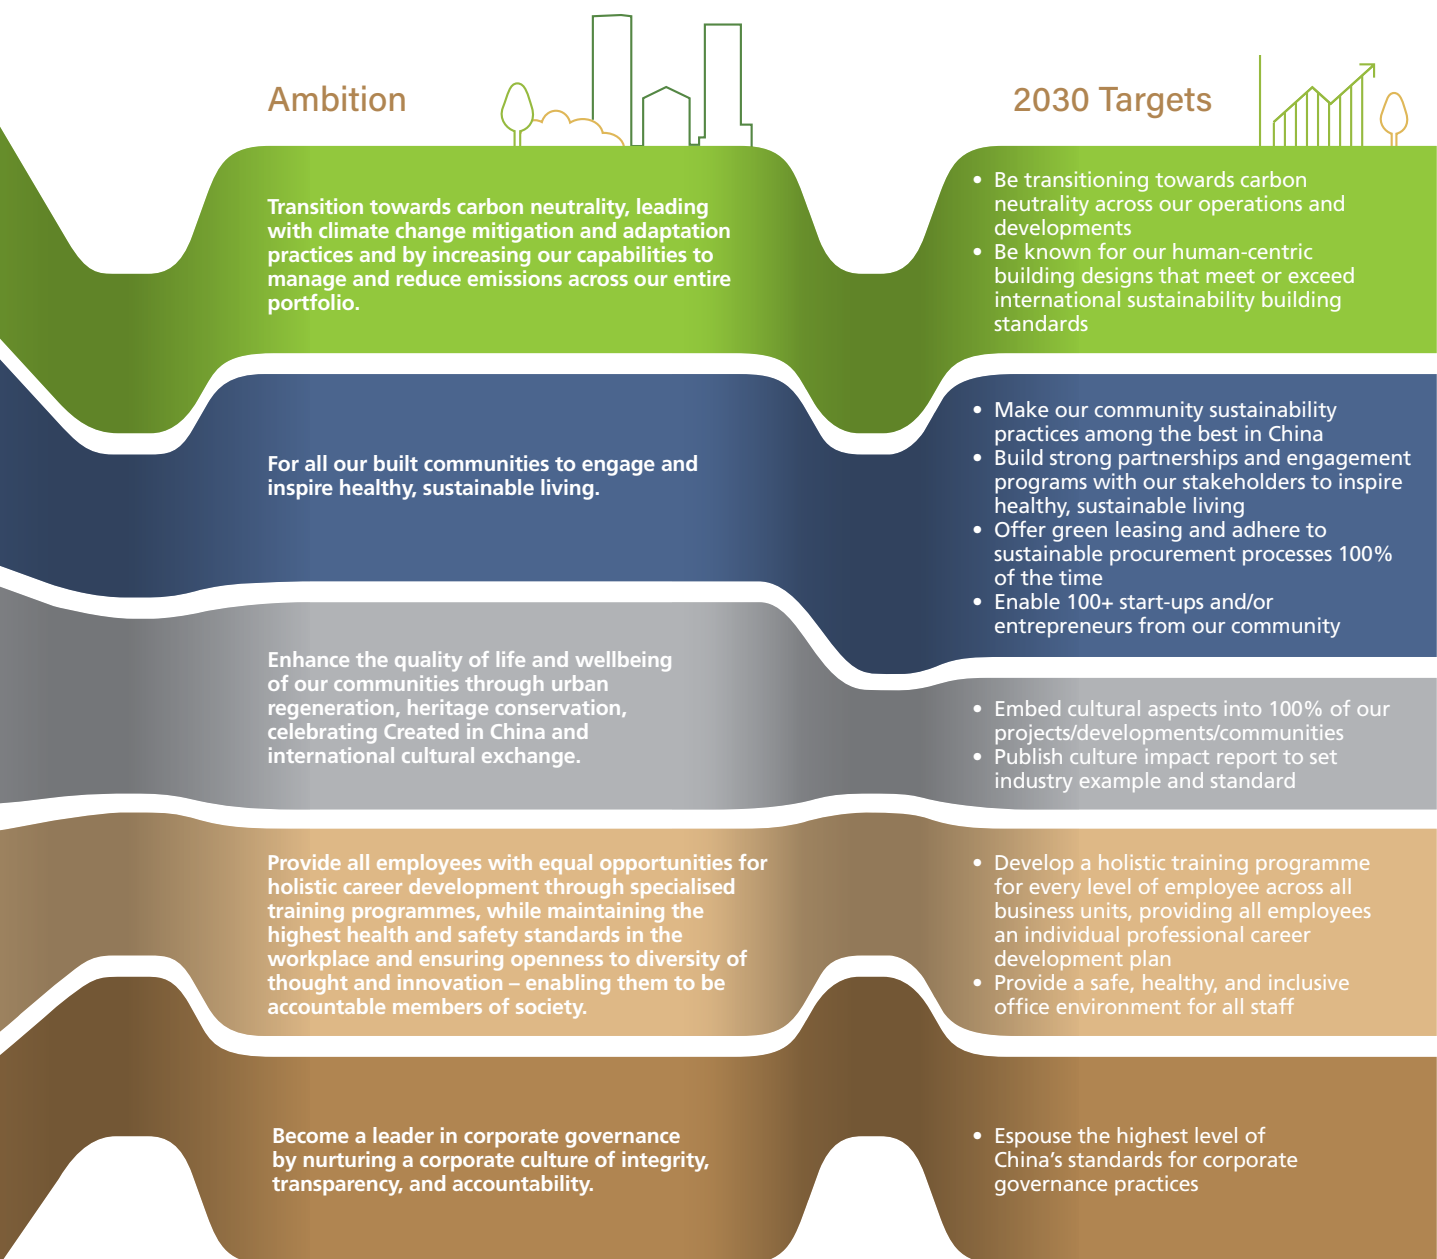 Ambition
2030 Targets
Transition towards carbon neutrality, leading
with climate change mitigation and adaptation
practices and by increasing our capabilities to
manage and reduce emissions across our entire
portfolio.
• Be transitioning towards carbon
neutrality across our operations and
developments
• Be known for our human-centric
building designs that meet or exceed
international sustainability building
standards
For all our built communities to engage and
inspire healthy, sustainable living.
• Make our community sustainability
practices among the best in China
• Build strong partnerships and engagement
programs with our stakeholders to inspire
healthy, sustainable living
• Offer green leasing and adhere to
sustainable procurement processes 100%
of the time
• Enable 100+ start-ups and/or
entrepreneurs from our community
Enhance the quality of life and wellbeing
of our communities through urban
regeneration, heritage conservation,
celebrating Created in China and
international cultural exchange.
• Embed cultural aspects into 100% of our
projects/developments/communities
• Publish culture impact report to set
industry example and standard
Provide all employees with equal opportunities for
holistic career development through specialised
training programmes, while maintaining the
highest health and safety standards in the
workplace and ensuring openness to diversity of
thought and innovation – enabling them to be
accountable members of society.
• Develop a holistic training programme
for every level of employee across all
business units, providing all employees
an individual professional career
development plan
• Provide a safe, healthy, and inclusive
office environment for all staff
Become a leader in corporate governance
by nurturing a corporate culture of integrity,
transparency, and accountability.
• Espouse the highest level of
China’s standards for corporate
governance practices